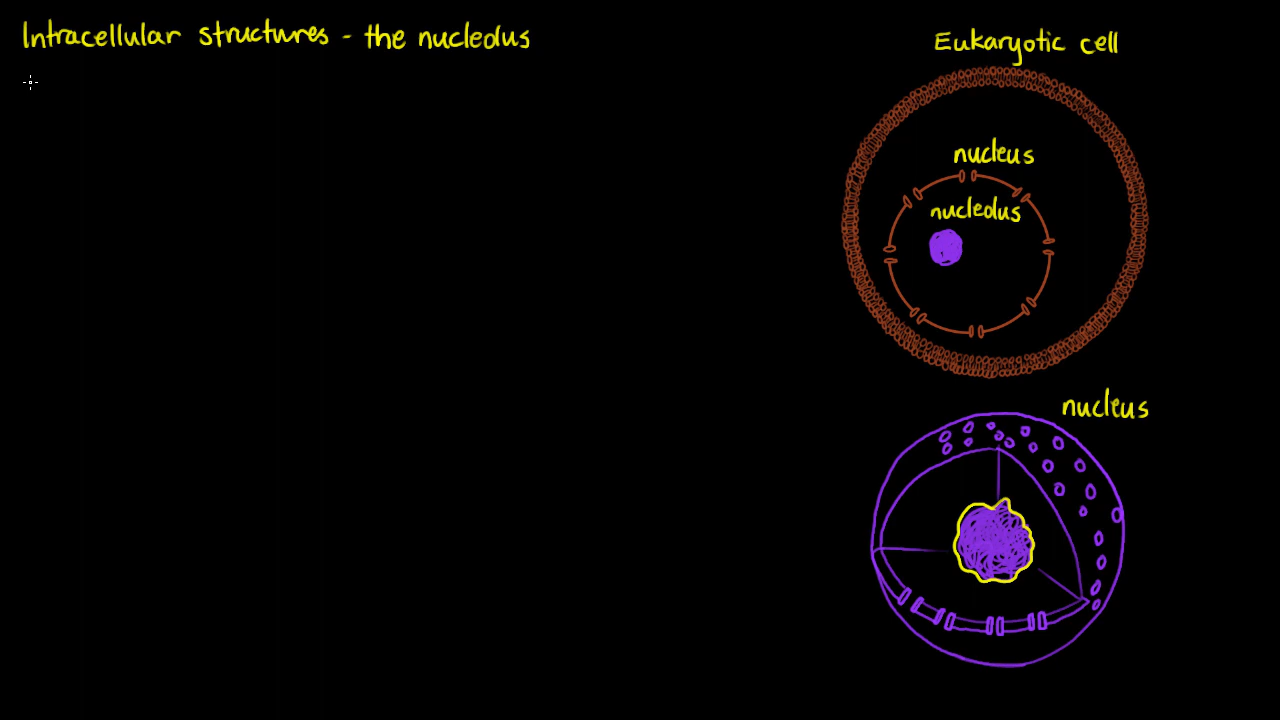 Intracellular structures - the nucleolus
Eukaryotic cell
nucleus
nucleolus
nucleus